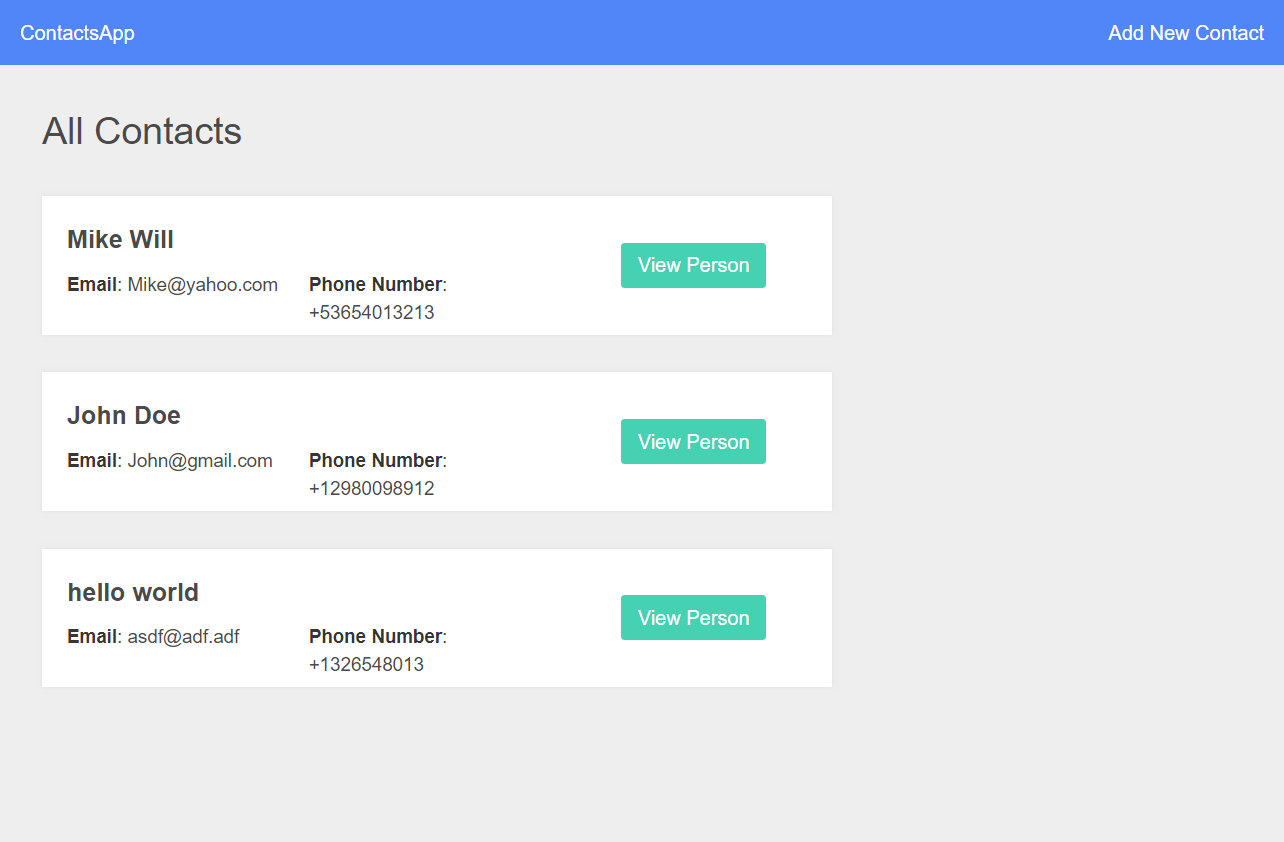 ContactsApp Add New Contact
All Contacts
Mike Will
View Person
Email: Mike@yahoo.com Phone Number:
+53654013213
John Doe
View Person
Email: John@gmail.com Phone Number:
+12980098912
hello world
View Person
Email: asdf@adf.adf Phone Number:
+1326548013